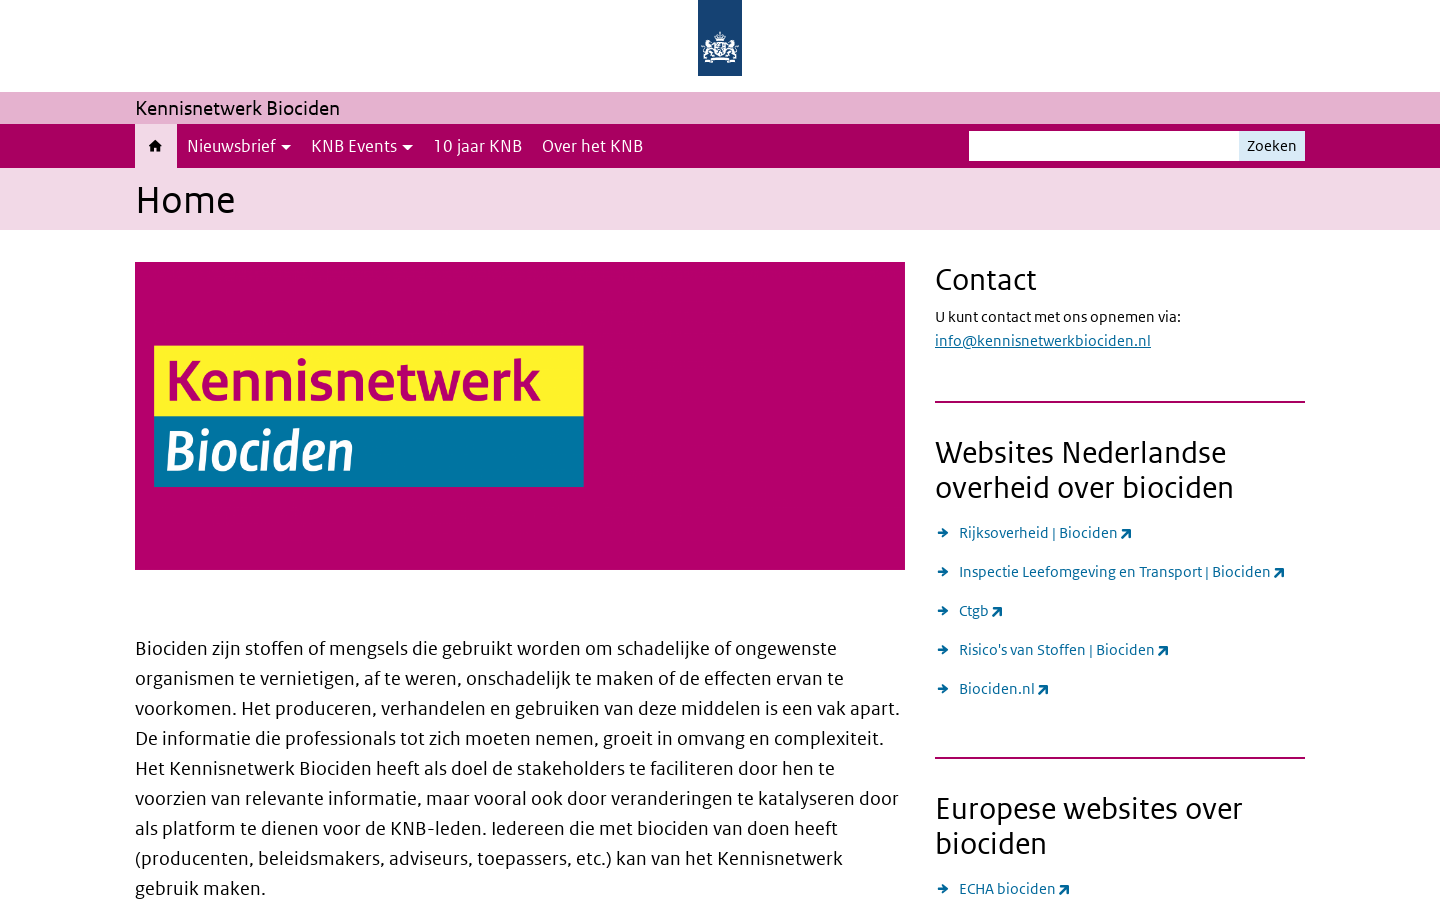 Kennisnetwerk Biociden
Nieuwsbrief
KNB Events
10 jaar KNB
Over het KNB
Zoeken
Home
Kennisnetwerk
Biociden
Biociden zijn stoffen of mengsels die gebruikt worden om schadelijke of ongewenste
organismen te vernietigen, af te weren, onschadelijk te maken of de effecten ervan te
voorkomen. Het produceren, verhandelen en gebruiken van deze middelen is een vak apart.
De informatie die professionals tot zich moeten nemen, groeit in omvang en complexiteit.
Het Kennisnetwerk Biociden heeft als doel de stakeholders te faciliteren door hen te
voorzien van relevante informatie, maar vooral ook door veranderingen te katalyseren door
als platform te dienen voor de KNB-leden. Iedereen die met biociden van doen heeft
(producenten, beleidsmakers, adviseurs, toepassers, etc.) kan van het Kennisnetwerk
gebruik maken.
Contact
U kunt contact met ons opnemen via:
info@kennisnetwerkbiociden.nl
Websites Nederlandse
overheid over biociden
Rijksoverheid | Biociden
Inspectie Leefomgeving en Transport | Biociden
Ctgb
Risico's van Stoffen | Biociden
Biociden.nl
Europese websites over
biociden
ECHA biociden